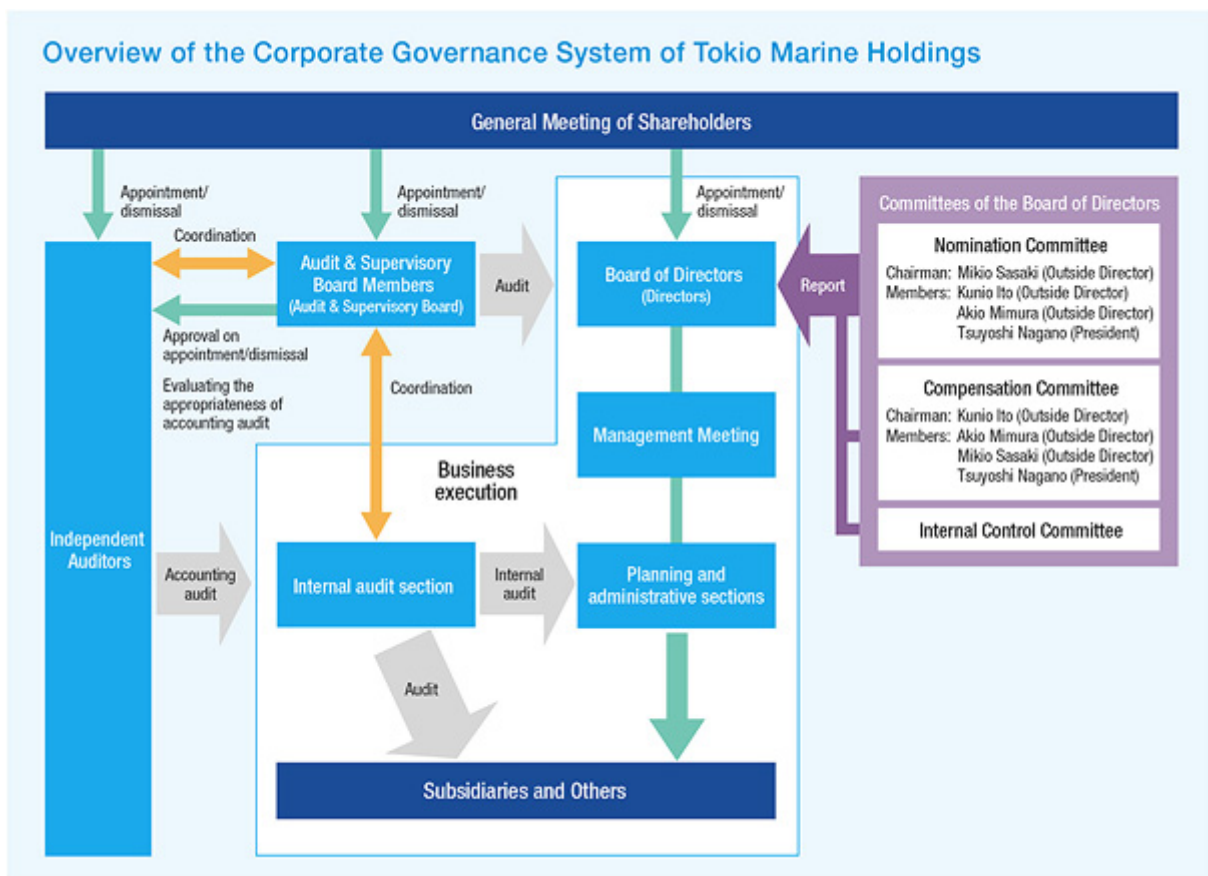 Overview of the Corporate Governance System of Tokio Marine Holdings
General Meeting of Shareholders
Appointment/
dismissal
Appointment/
dismissal
Appointment/
dismissal
Coordination
Audit & Supervisory
Board Members
(Audit & Supervisory Board)
Audit
Board of Directors
(Directors)
Report
Committees of the Board of Directors
Nomination Committee
Chairman: Mikio Sasaki (Outside Director)
Members: Kunio Ito (Outside Director)
Akio Mimura (Outside Director)
Tsuyoshi Nagano (President)
Approval on
appointment/dismissal
Evaluating the
appropriateness of
accounting audit
Coordination
Compensation Committee
Chairman: Kunio Ito (Outside Director)
Members: Akio Mimura (Outside Director)
Mikio Sasaki (Outside Director)
Tsuyoshi Nagano (President)
Management Meeting
Business
execution
Internal Control Committee
Independent
Auditors
Accounting
audit
Internal audit section
Internal
audit
Planning and
administrative sections
Audit
Subsidiaries and Others